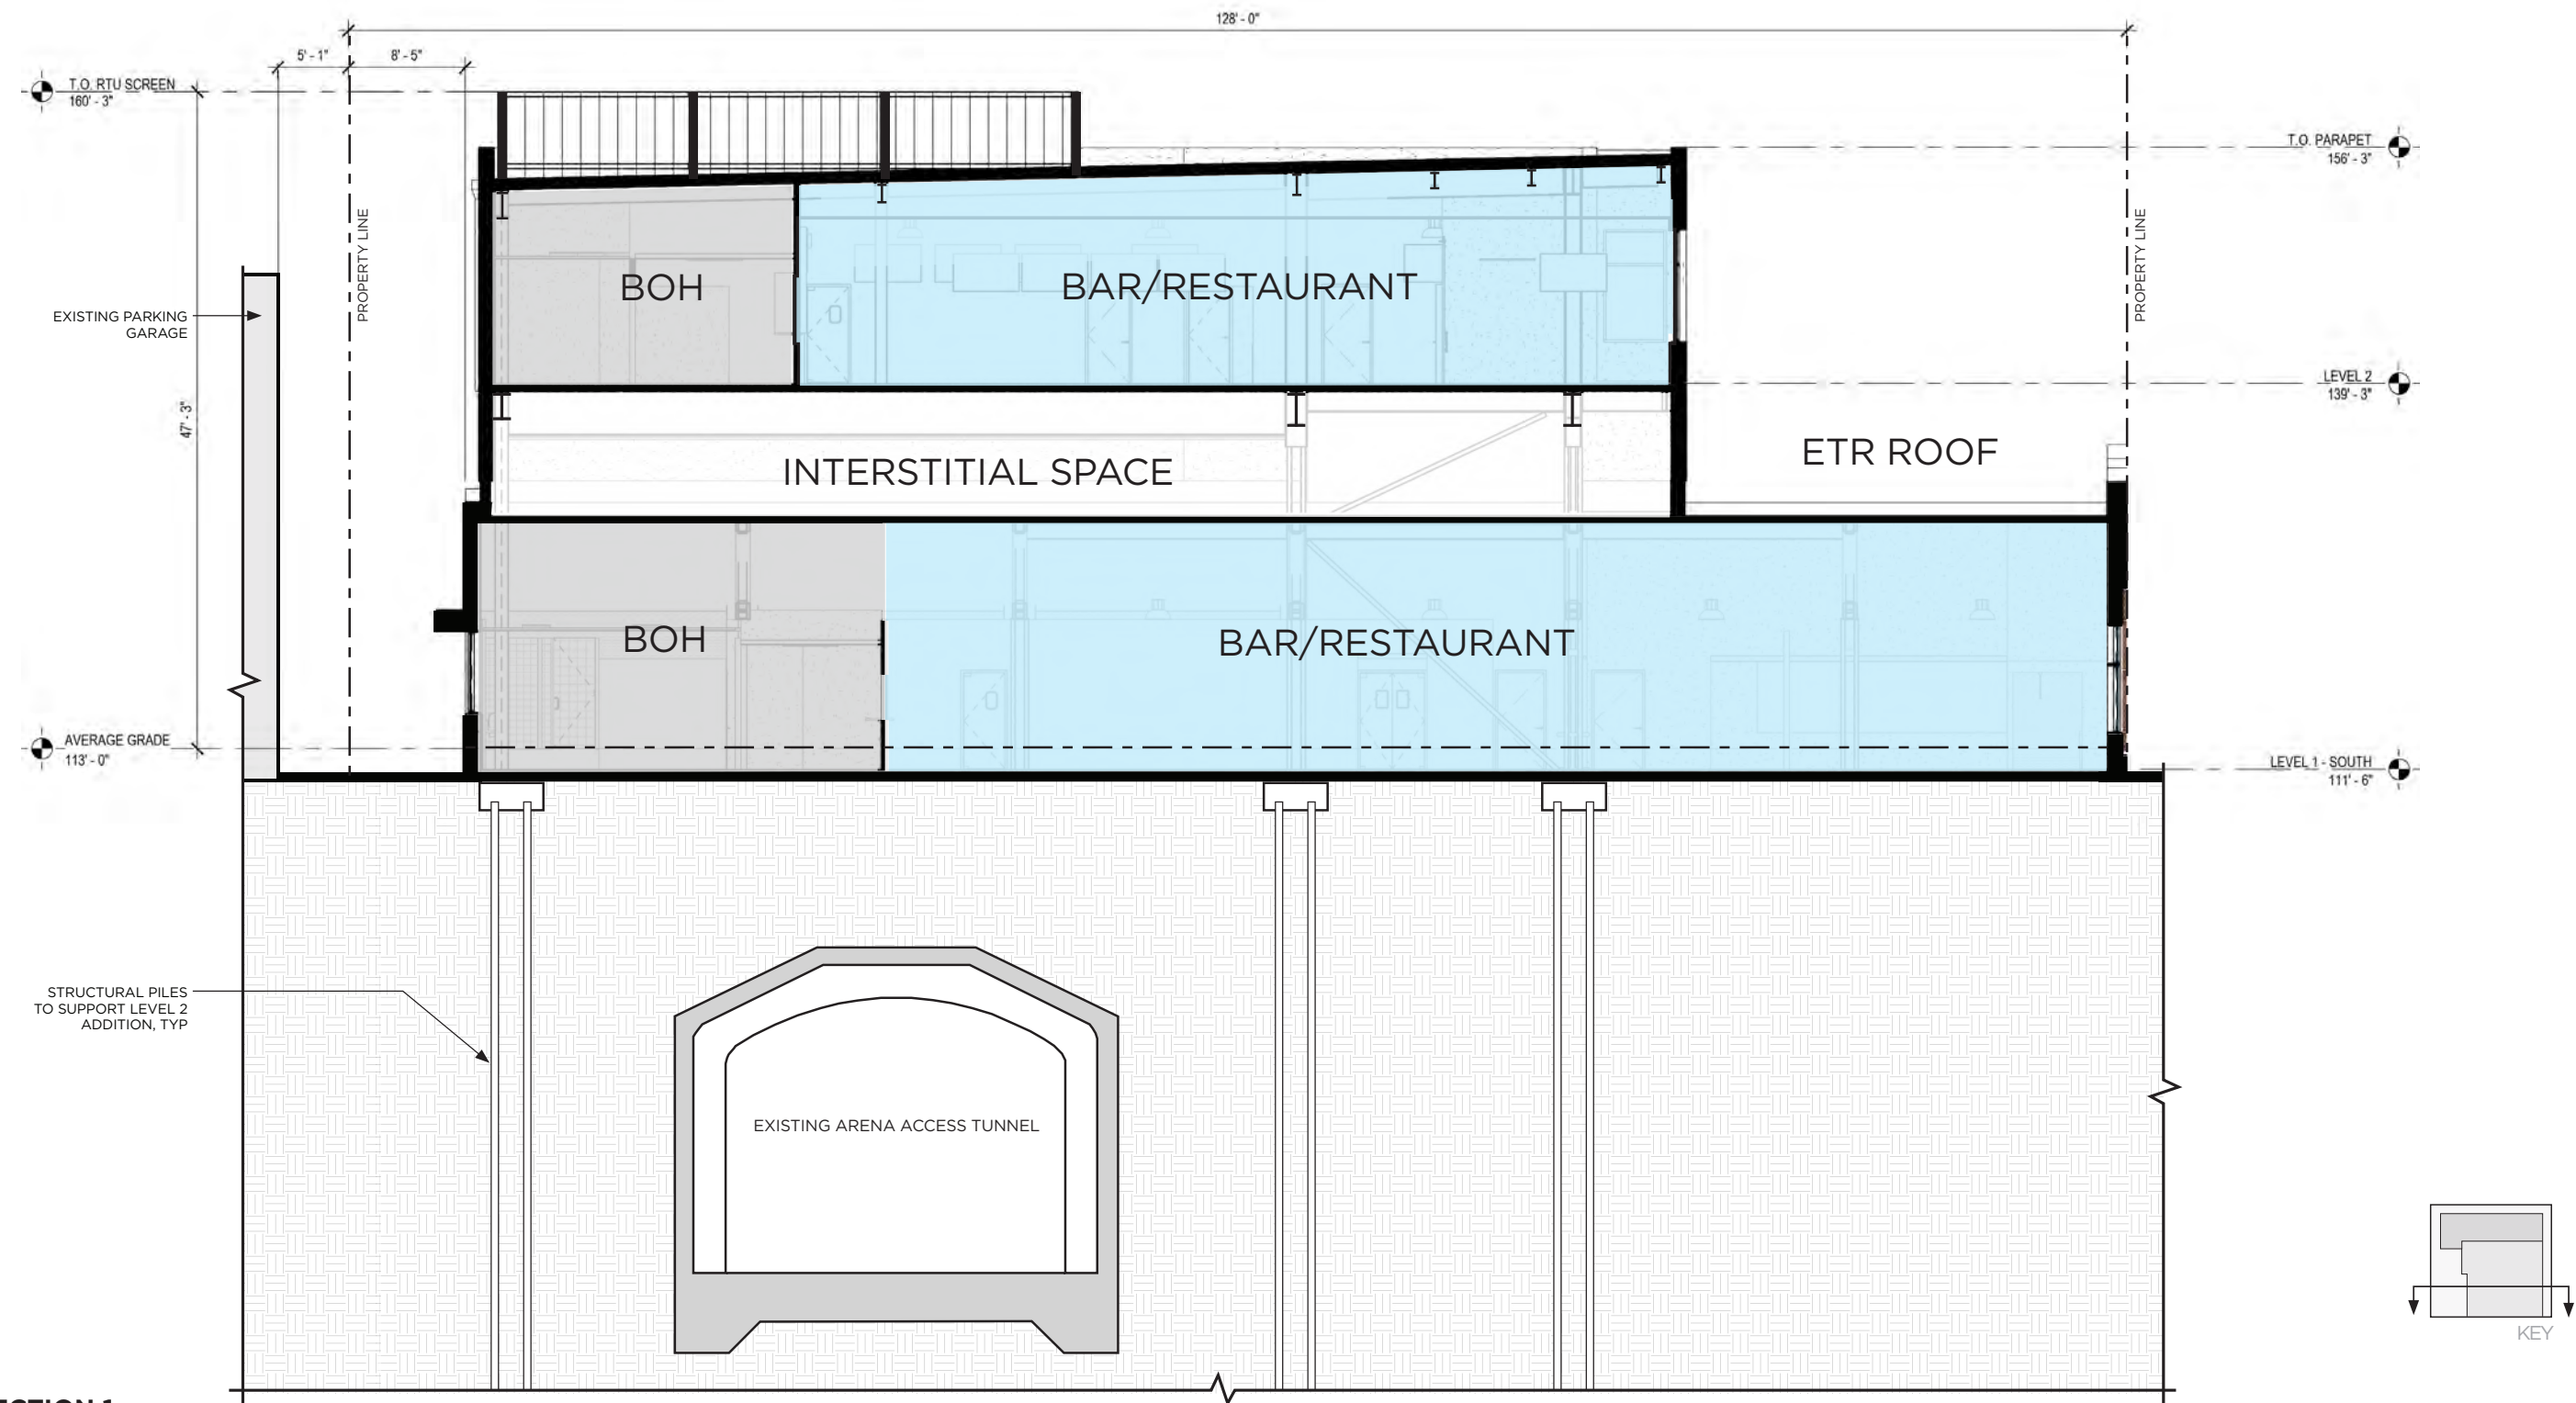 128' - 0"
5' - 1"
8' - 5"
T.O. RTU SCREEN
160' - 3"
T.O. PARAPET
156' - 3"
PROPERTY LINE
PROPERTY LINE
BOH
BAR/RESTAURANT
EXISTING PARKING
GARAGE
LEVEL 2
139' - 3"
47' - 3"
INTERSTITIAL SPACE
ETR ROOF
BOH
BAR/RESTAURANT
AVERAGE GRADE
113' - 0"
LEVEL 1 - SOUTH
111' - 6"
STRUCTURAL PILES
TO SUPPORT LEVEL 2
ADDITION, TYP
EXISTING ARENA ACCESS TUNNEL
KEY